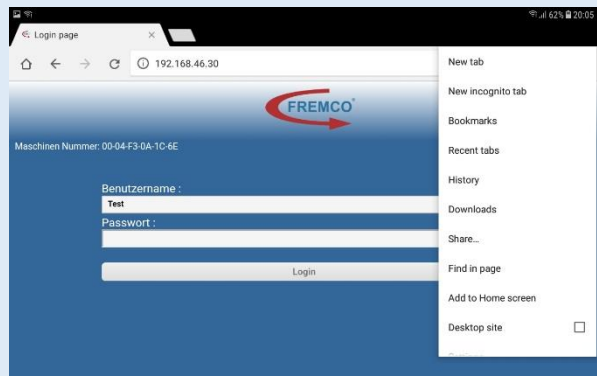 62% 20:05
Login page
192.168.46.30
FREMCO
Maschinen Nummer: 00-04-F3-0A-1C-6E
Benutzername :
Test
Passwort :
Login
New tab
New incognito tab
Bookmarks
Recent tabs
History
Downloads
Share...
Find in page
Add to Home screen
Desktop site